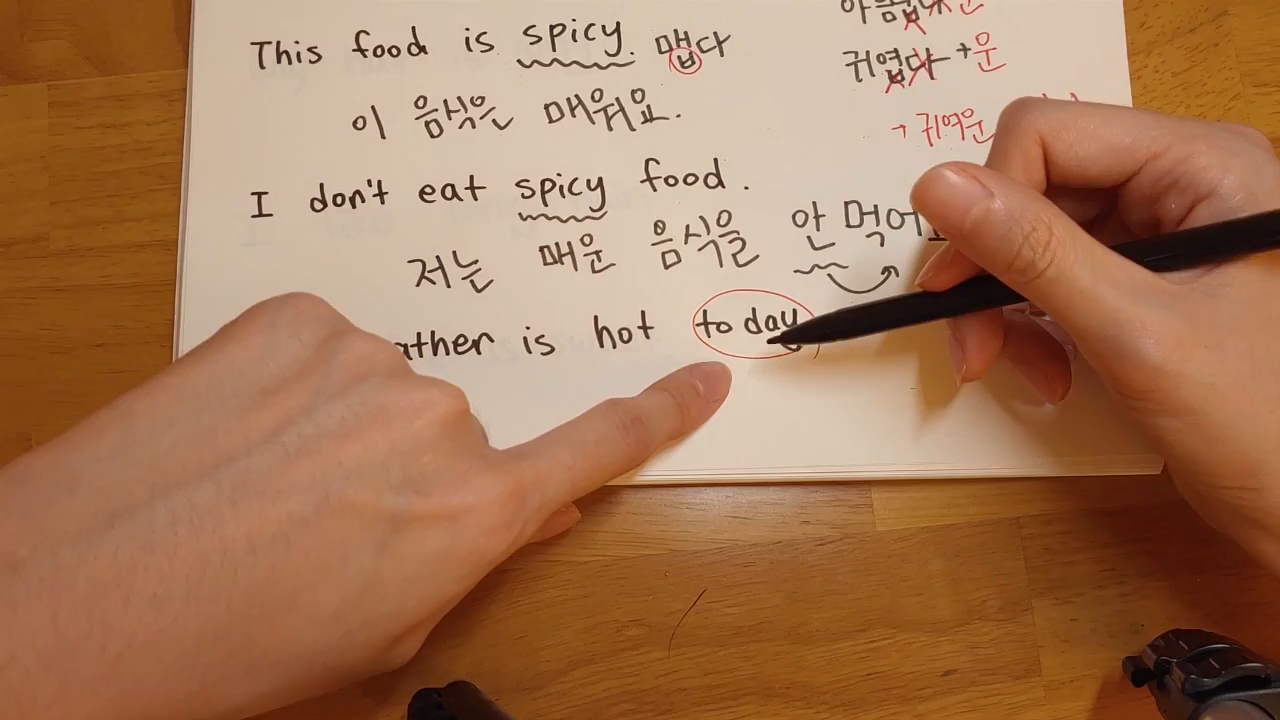 This food is spicy. 맵다
이 음식은 매워요.
I don't eat spicy food.
저는 매운 음식을 안 먹어
ather is hot today
귀엽다 + 운
→ 귀여운